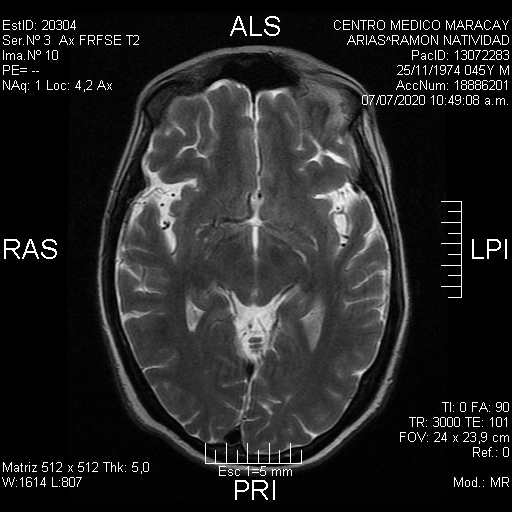 EstID: 20304
Ser.Nº 3 Ax FRFSE T2
Ima.Nº 10
PE= --
NAq: 1 Loc: 4,2 Ax
ALS
CENTRO MEDICO MARACAY
ARIAS^RAMON NATIVIDAD
PacID: 13072283
25/11/1974 045Y M
AccNum: 18886201
07/07/2020 10:49:08 a.m.
RAS
LPI
TI: 0 FA: 90
TR: 3000 TE: 101
FOV: 24 x 23,9 cm
Ref.: 0
Mod.: MR
Matriz 512 x 512 Thk: 5,0
W:1614 L:807
Esc 1=5 mm
PRI